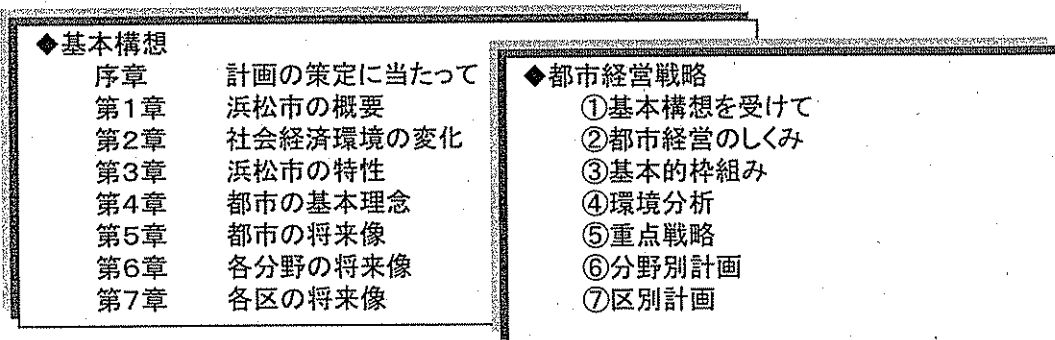 ◆基本構想
序章 計画の策定に当たって
第1章 浜松市の概要
第2章 社会経済環境の変化
第3章 浜松市の特性
第4章 都市の基本理念
第5章 都市の将来像
第6章 各分野の将来像
第7章 各区の将来像
◆都市経営戦略
①基本構想を受けて
②都市経営のしくみ
③基本的枠組み
④環境分析
⑤重点戦略
⑥分野別計画
⑦区別計画